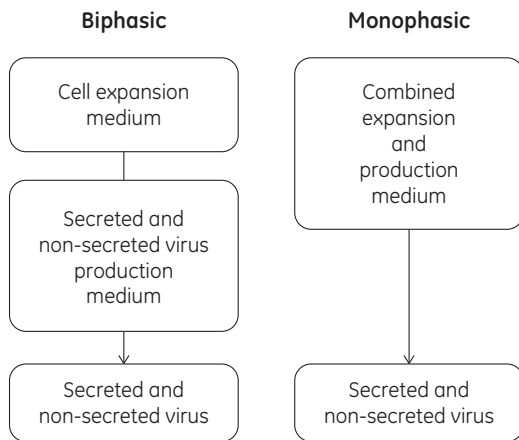 Biphasic
Cell expansion
medium
Secreted and
non-secreted virus
production
medium
Secreted and
non-secreted virus
Monophasic
Combined
expansion
and
production
medium
Secreted and
non-secreted virus